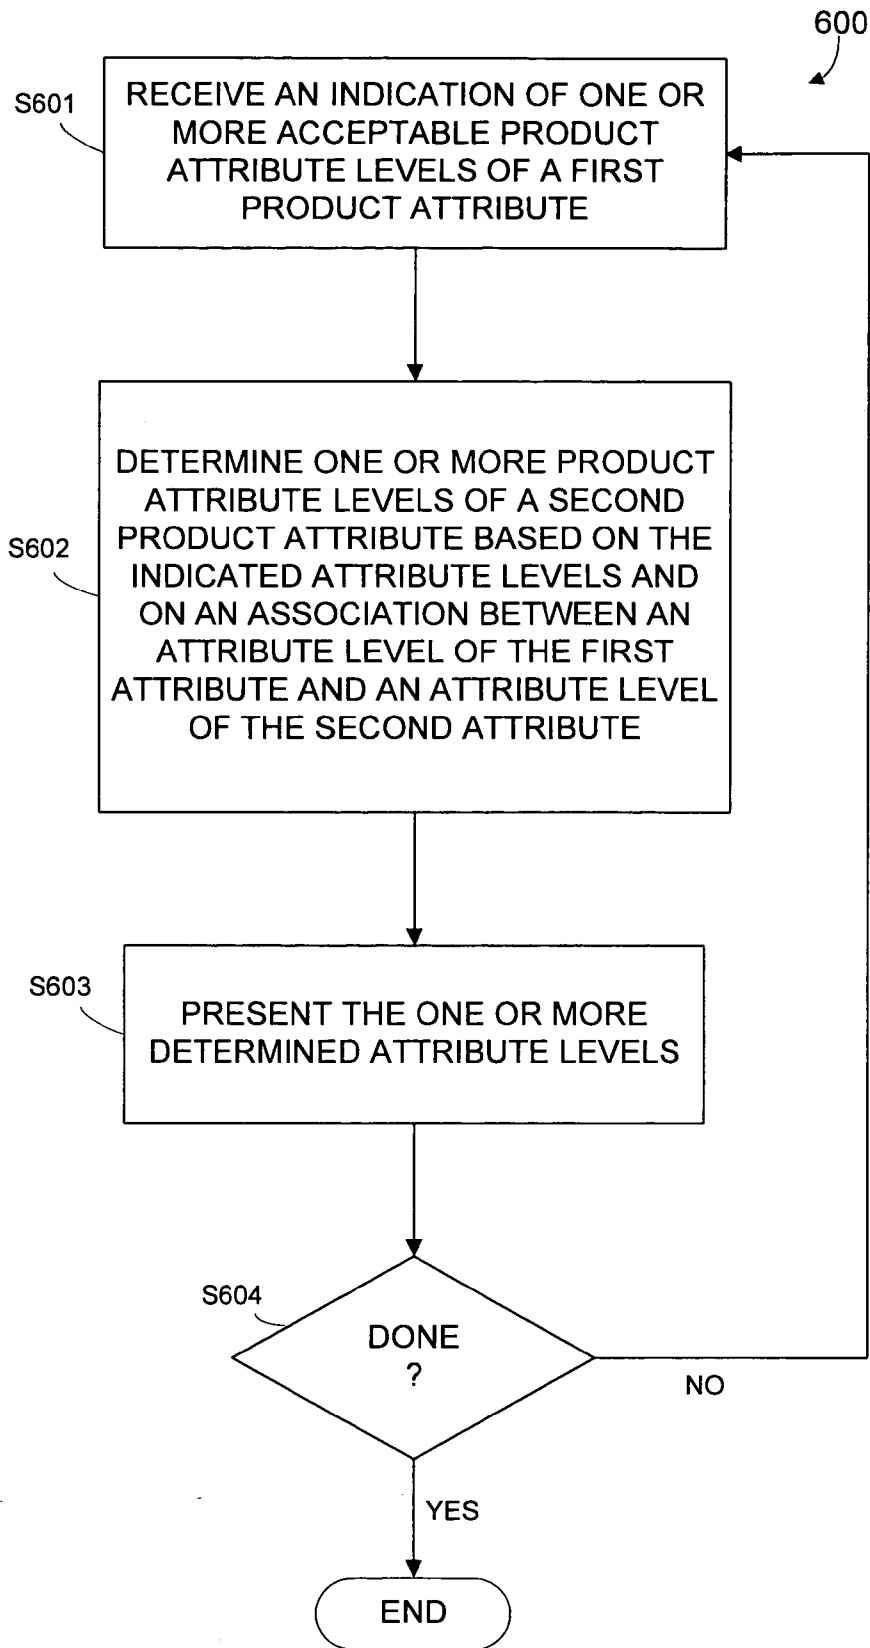 600
S601
RECEIVE AN INDICATION OF ONE OR
MORE ACCEPTABLE PRODUCT
ATTRIBUTE LEVELS OF A FIRST
PRODUCT ATTRIBUTE
S602
DETERMINE ONE OR MORE PRODUCT
ATTRIBUTE LEVELS OF A SECOND
PRODUCT ATTRIBUTE BASED ON THE
INDICATED ATTRIBUTE LEVELS AND
ON AN ASSOCIATION BETWEEN AN
ATTRIBUTE LEVEL OF THE FIRST
ATTRIBUTE AND AN ATTRIBUTE LEVEL
OF THE SECOND ATTRIBUTE
S603
PRESENT THE ONE OR MORE
DETERMINED ATTRIBUTE LEVELS
S604
DONE
?
NO
YES
END